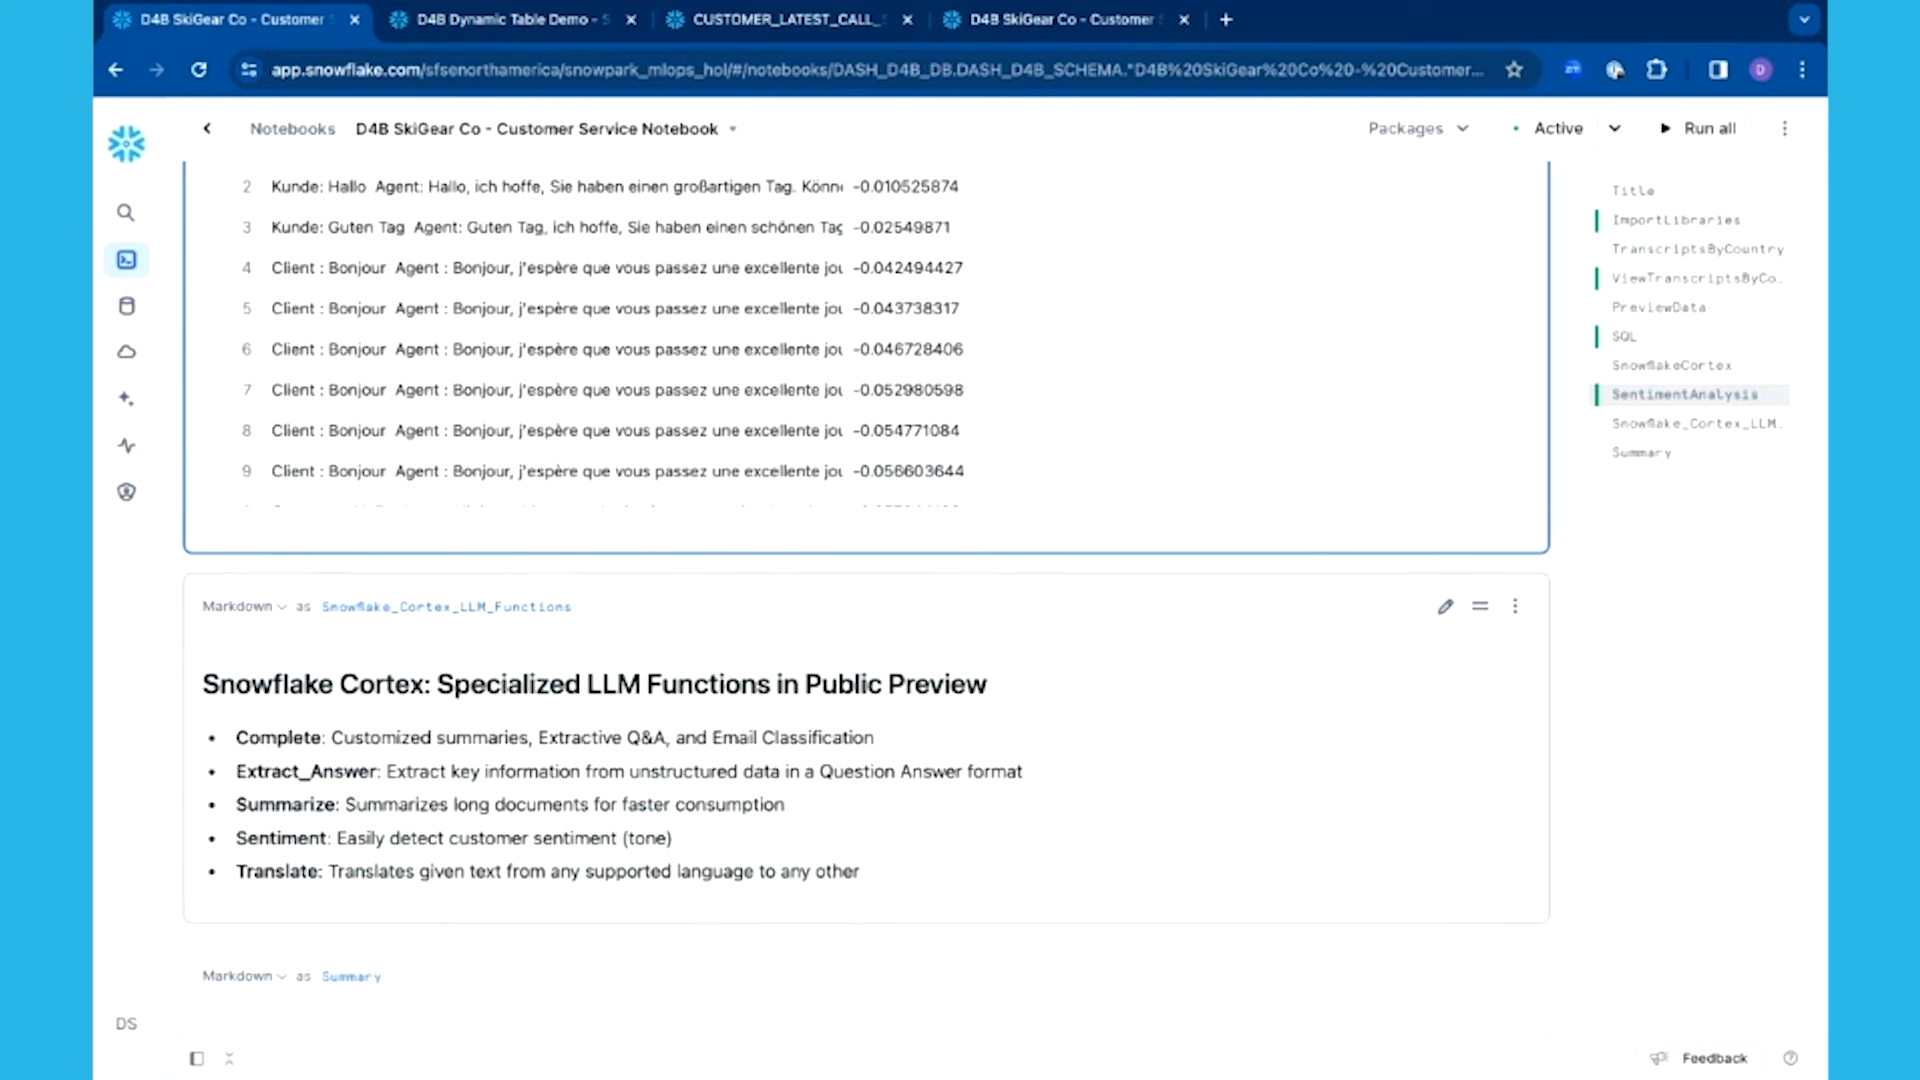 D4B SkiGear Co - Customer
D4B Dynamic Table Demo - S
CUSTOMER_LATEST_CALL_
D4B SkiGear Co - Customer
app.snowflake.com/sfsenorthamerica/snowpark_mlops_hol/#/notebooks/DASH_D4B_DB.DASH_D4B_SCHEMA."D4B%20SkiGear%20Co%20-%20Customer...
D
Notebooks D4B SkiGear Co - Customer Service Notebook
Packages Active Run all
2 Kunde: Hallo Agent: Hallo, ich hoffe, Sie haben einen großartigen Tag. Könn -0.010525874
3 Kunde: Guten Tag Agent: Guten Tag, ich hoffe, Sie haben einen schönen Tag -0.02549871
4 Client : Bonjour Agent : Bonjour, j'espère que vous passez une excellente jou -0.042494427
5 Client : Bonjour Agent : Bonjour, j'espère que vous passez une excellente jou -0.043738317
6 Client : Bonjour Agent : Bonjour, j'espère que vous passez une excellente jou -0.046728406
7 Client : Bonjour Agent : Bonjour, j'espère que vous passez une excellente jou -0.052980598
8 Client : Bonjour Agent : Bonjour, j'espère que vous passez une excellente jou -0.054771084
9 Client : Bonjour Agent : Bonjour, j'espère que vous passez une excellente jou -0.056603644
Title
ImportLibraries
TranscriptsByCountry
ViewTranscriptsByCo..
PreviewData
SQL
SnowflakeCortex
SentimentAnalysis
Snowflake_Cortex_LLM..
Summary
Markdown as Snowflake_Cortex_LLM_Functions
Snowflake Cortex: Specialized LLM Functions in Public Preview
• Complete: Customized summaries, Extractive Q&A, and Email Classification
• Extract_Answer: Extract key information from unstructured data in a Question Answer format
• Summarize: Summarizes long documents for faster consumption
• Sentiment: Easily detect customer sentiment (tone)
• Translate: Translates given text from any supported language to any other
Markdown as Summary
DS
Feedback